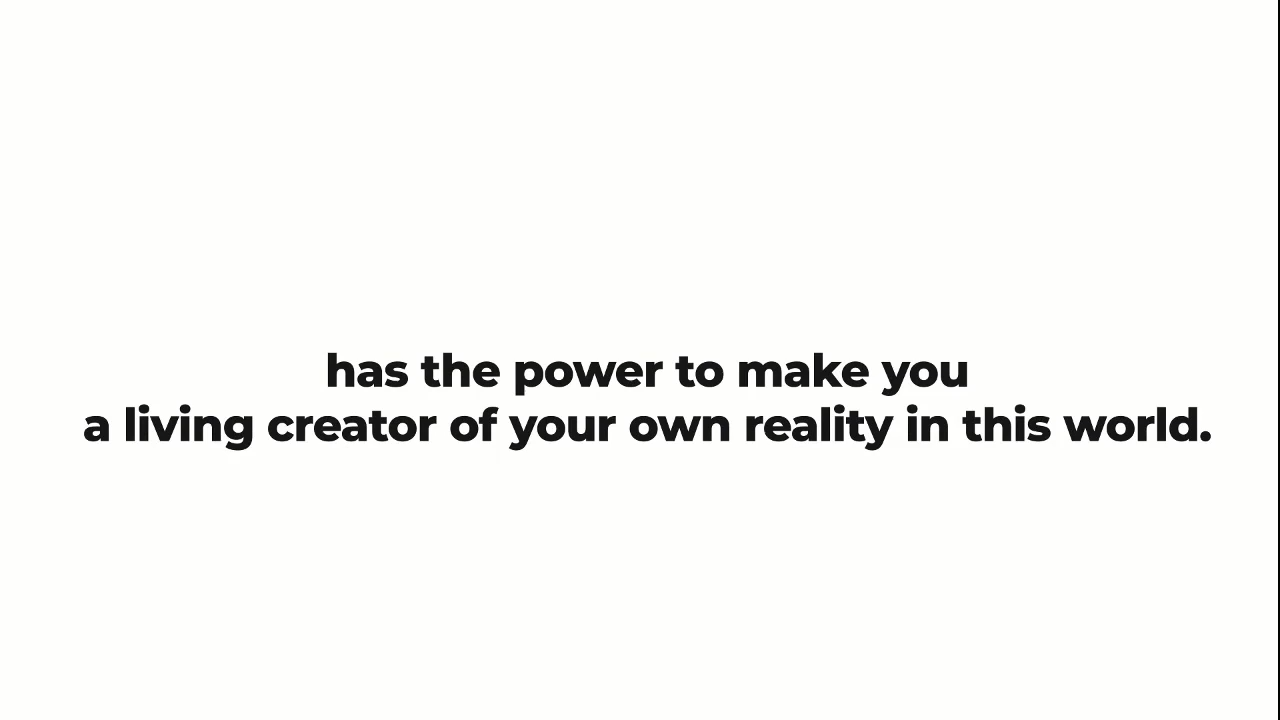 has the power to make you
a living creator of your own reality in this world.